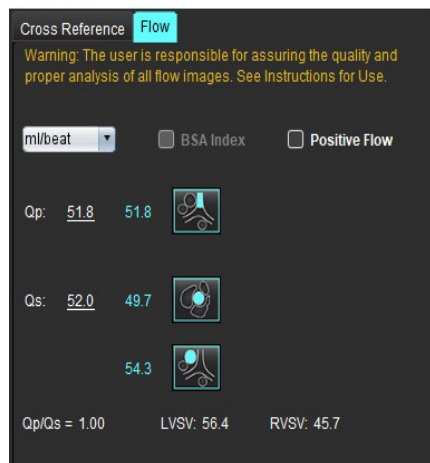 Cross Reference Flow
Warning: The user is responsible for assuring the quality and
proper analysis of all flow images. See Instructions for Use.
ml/beat BSA Index Positive Flow
Qp: 51.8 51.8
Qs: 52.0 49.7
54.3
Qp/Qs = 1.00 LVSV: 56.4 RVSV: 45.7